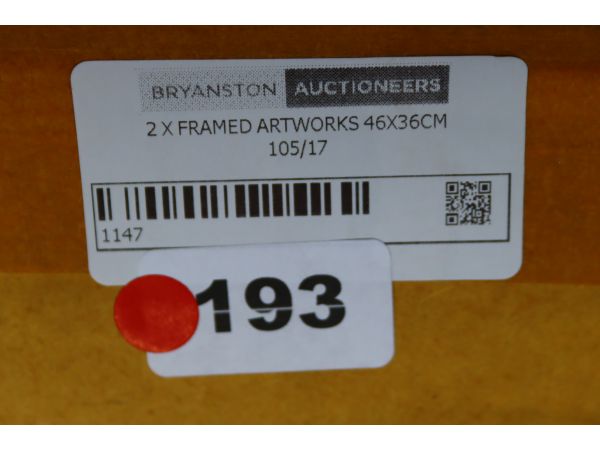 BRYANSTON AUCTIONEERS
2 X FRAMED ARTWORKS 46X36CM
105/17
1147
193